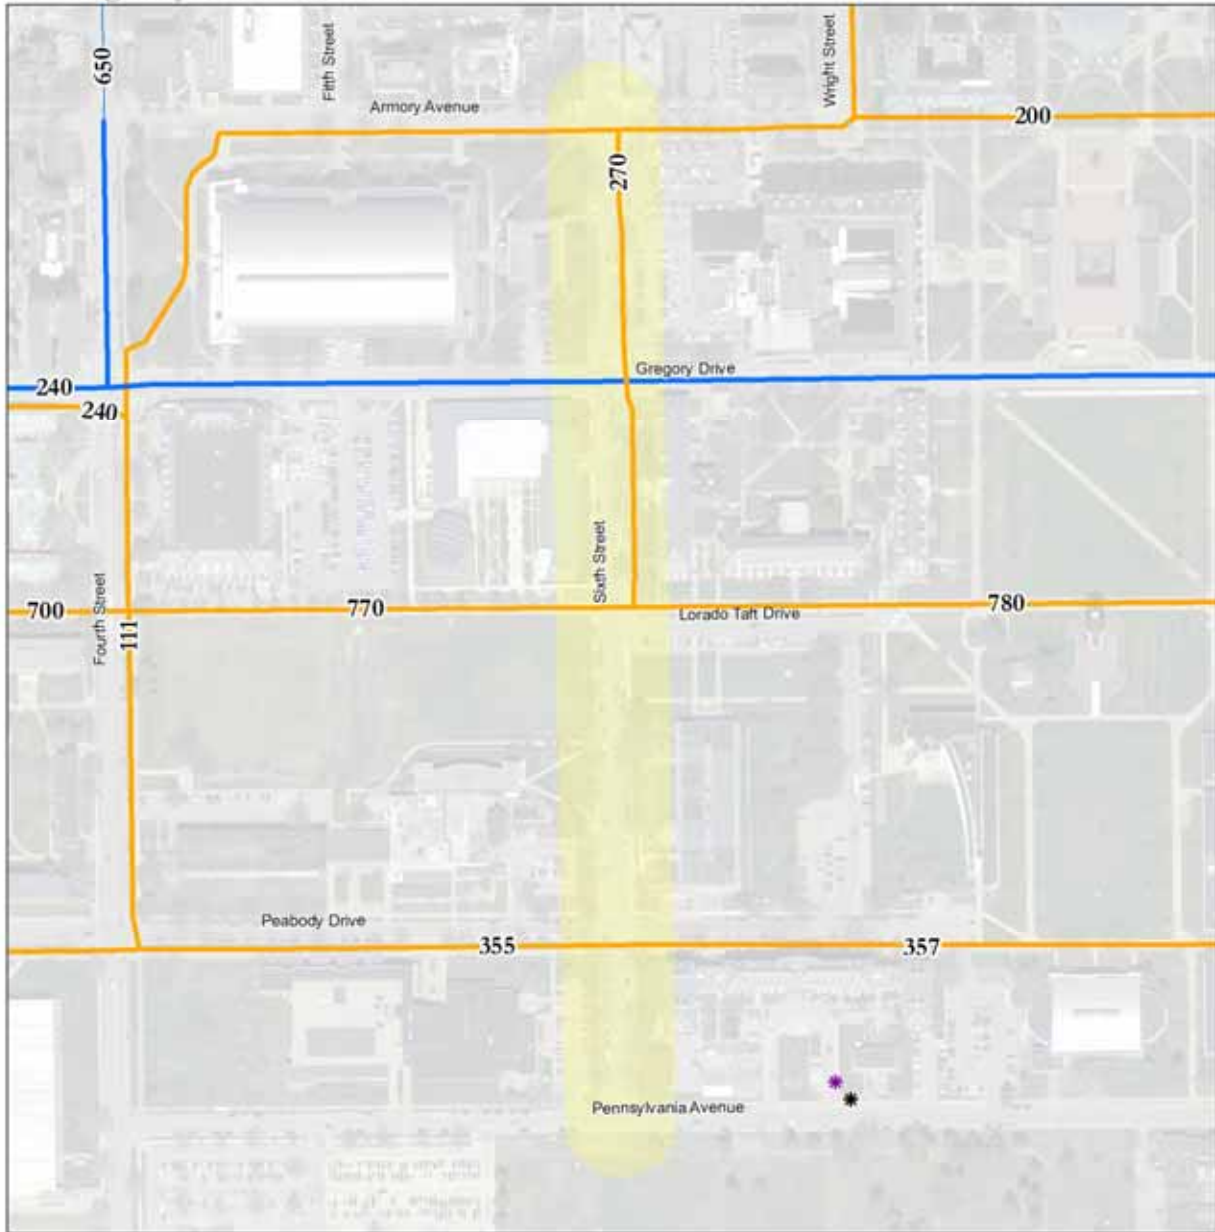 650
Fifth Street
Wright Street
Armory Avenue
200
270
Gregory Drive
240
240
Sixth Street
Fourth Street
700
770
Lorado Taft Drive
780
111
Peabody Drive
355
357
Pennsylvania Avenue